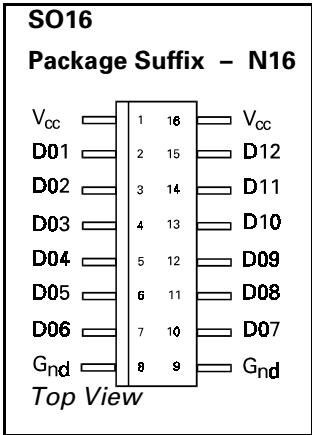 SO16
Package Suffix – N16
Vcc 1 16 Vcc
D01 2 15 D12
D02 3 14 D11
D03 4 13 D10
D04 5 12 D09
D05 6 11 D08
D06 7 10 D07
Gnd 8 9 Gnd
Top View